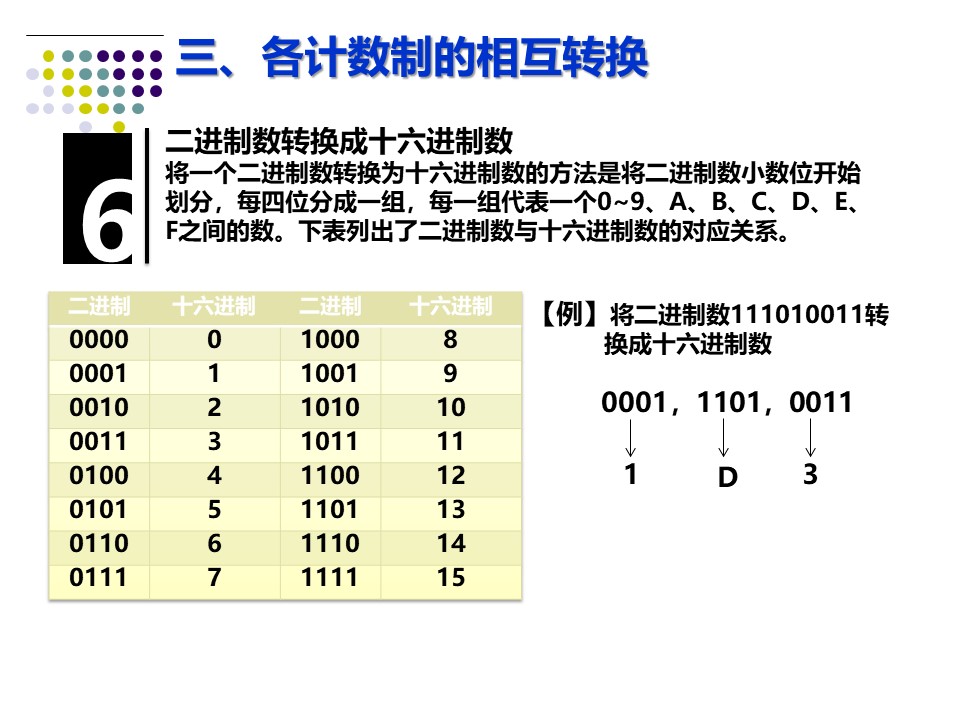 三、各计数制的相互转换
6
二进制数转换成十六进制数
将一个二进制数转换为十六进制数的方法是将二进制数小数位开始
划分，每四位分成一组，每一组代表一个0~9、A、B、C、D、E、
F之间的数。下表列出了二进制数与十六进制数的对应关系。
二进制 十六进制 二进制 十六进制
0000 0 1000 8
0001 1 1001 9
0010 2 1010 10
0011 3 1011 11
0100 4 1100 12
0101 5 1101 13
0110 6 1110 14
0111 7 1111 15
【例】将二进制数111010011转
换成十六进制数
0001，1101，0011
1 D 3